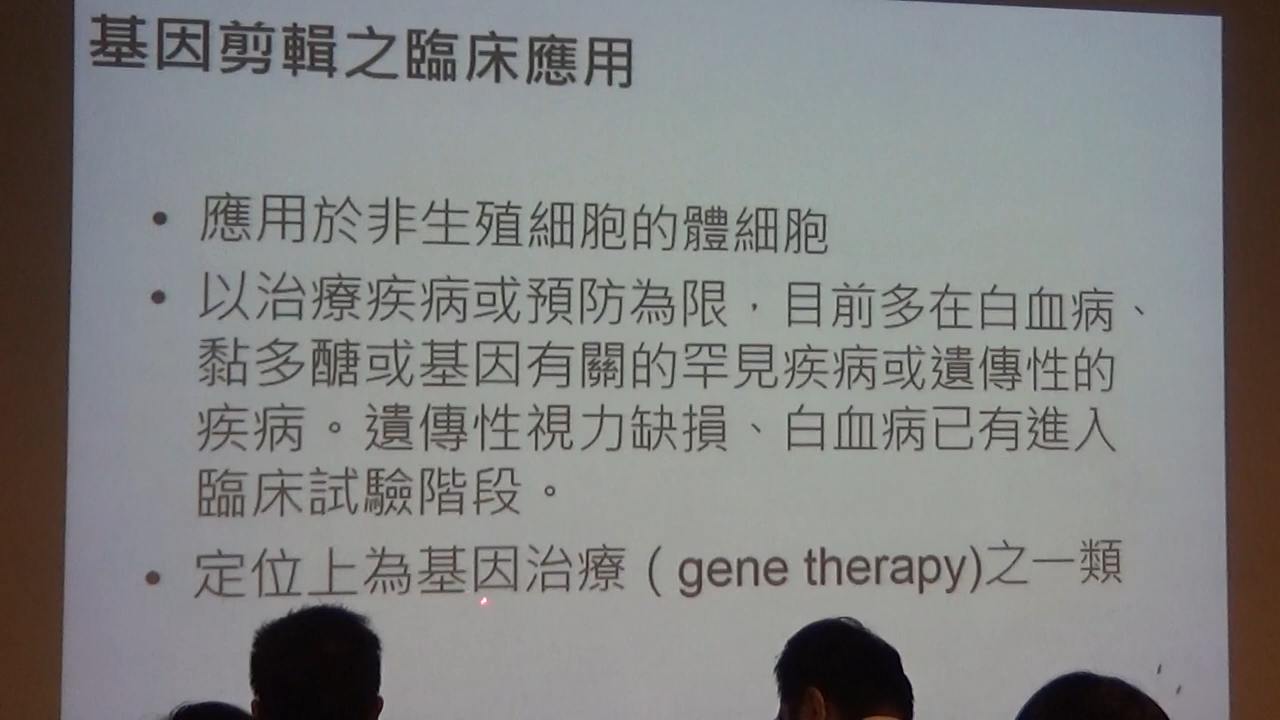 基因剪輯之臨床應用
• 應用於非生殖細胞的體細胞
• 以治療疾病或預防為限，目前多在白血病、
黏多醣或基因有關的罕見疾病或遺傳性的
疾病。遺傳性視力缺損、白血病已有進入
臨床試驗階段。
• 定位上為基因治療（gene therapy)之一類